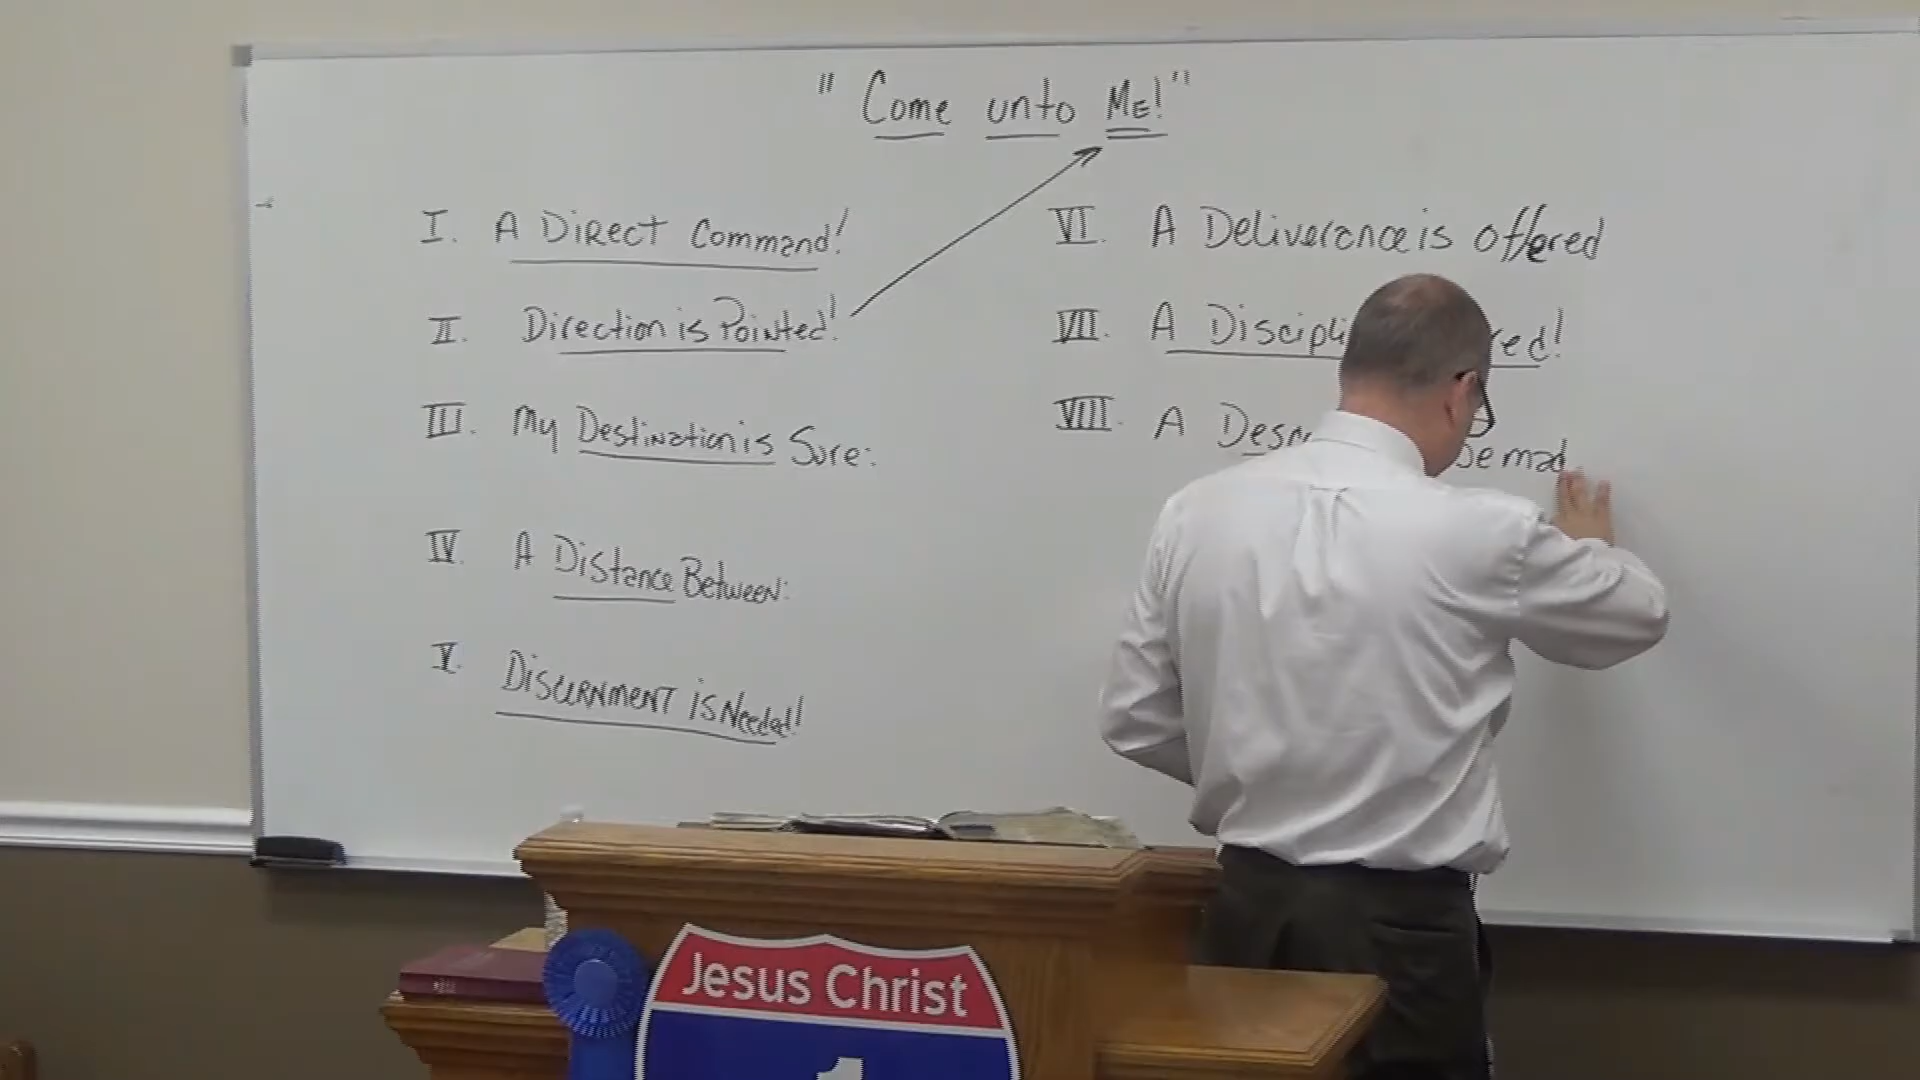 "Come unto ME!"
I. A Direct Command!
II. Direction is Pointed!
III. My Destination is Sure:
IV. A Distance Between:
V. Discernment is Needed!
VI. A Deliverance is offered
VII. A
VIII. A
Jesus Christ
1